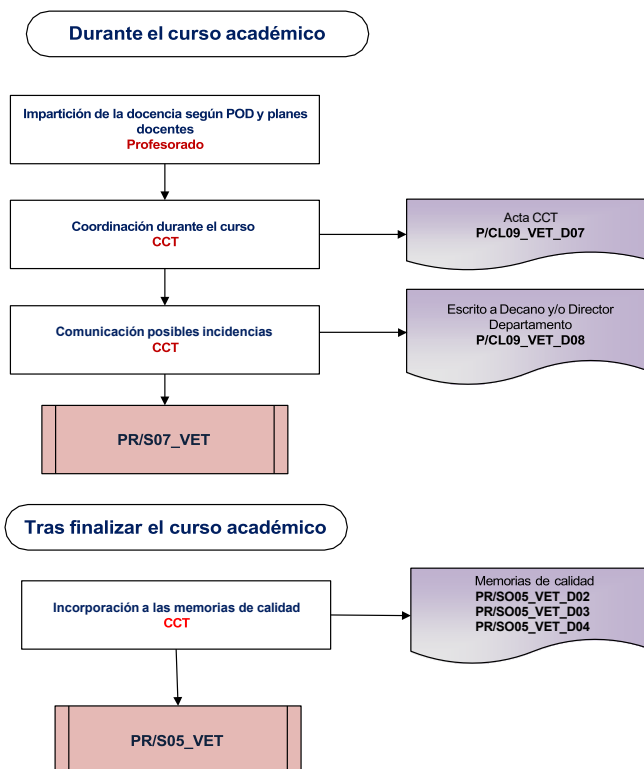 Durante el curso académico
Impartición de la docencia según POD y planes
docentes
Profesorado
Coordinación durante el curso
CCT
Acta CCT
P/CL09_VET_D07
Comunicación posibles incidencias
CCT
Escrito a Decano y/o Director
Departamento
P/CL09_VET_D08
PR/S07_VET
Tras finalizar el curso académico
Incorporación a las memorias de calidad
CCT
Memorias de calidad
PR/SO05_VET_D02
PR/SO05_VET_D03
PR/SO05_VET_D04
PR/S05_VET